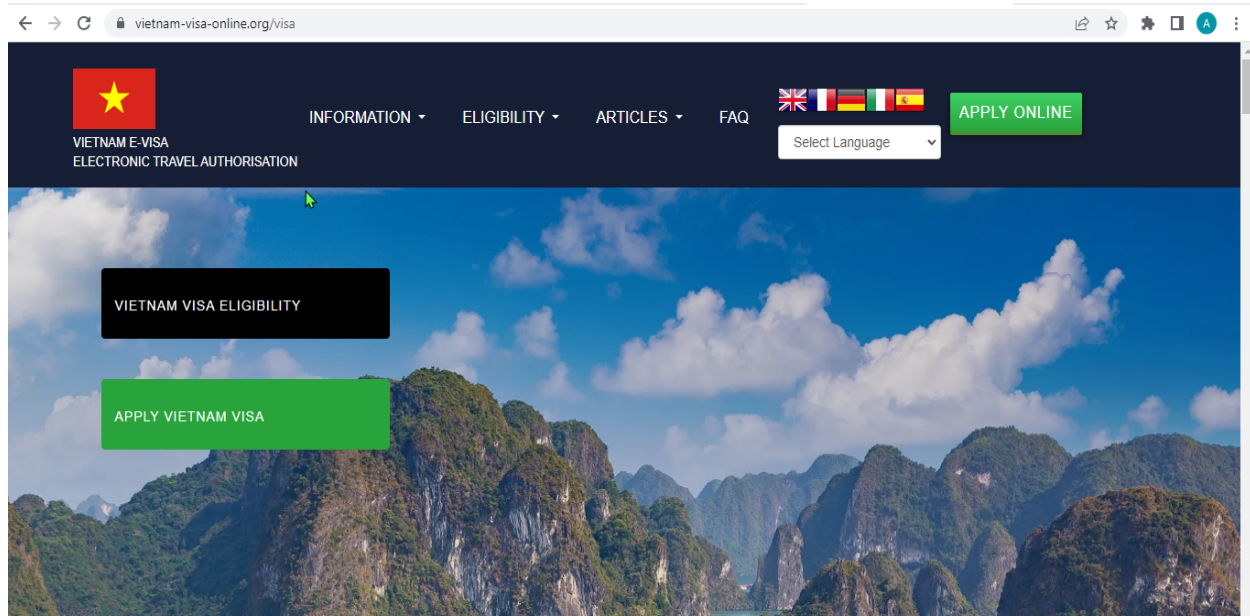 vietnam-visa-online.org/visa
A
VIETNAM E-VISA
ELECTRONIC TRAVEL AUTHORISATION
INFORMATION
ELIGIBILITY
ARTICLES
FAQ
Select Language
APPLY ONLINE
VIETNAM VISA ELIGIBILITY
APPLY VIETNAM VISA